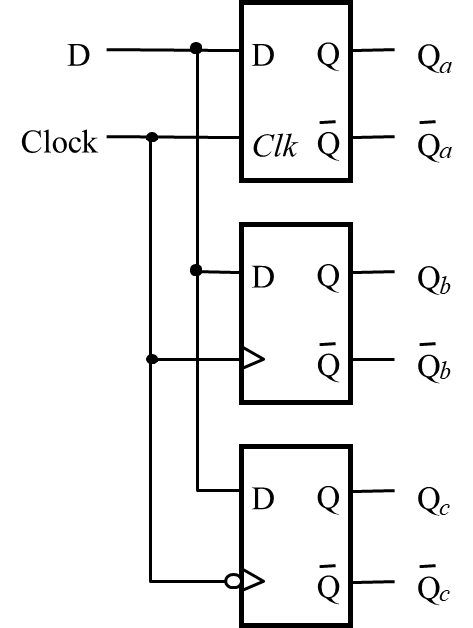 D D Q Qa
Clock Clk Q̅ Q̅a
D Q Qb
Q̅ Q̅b
D Q Qc
Q̅ Q̅c